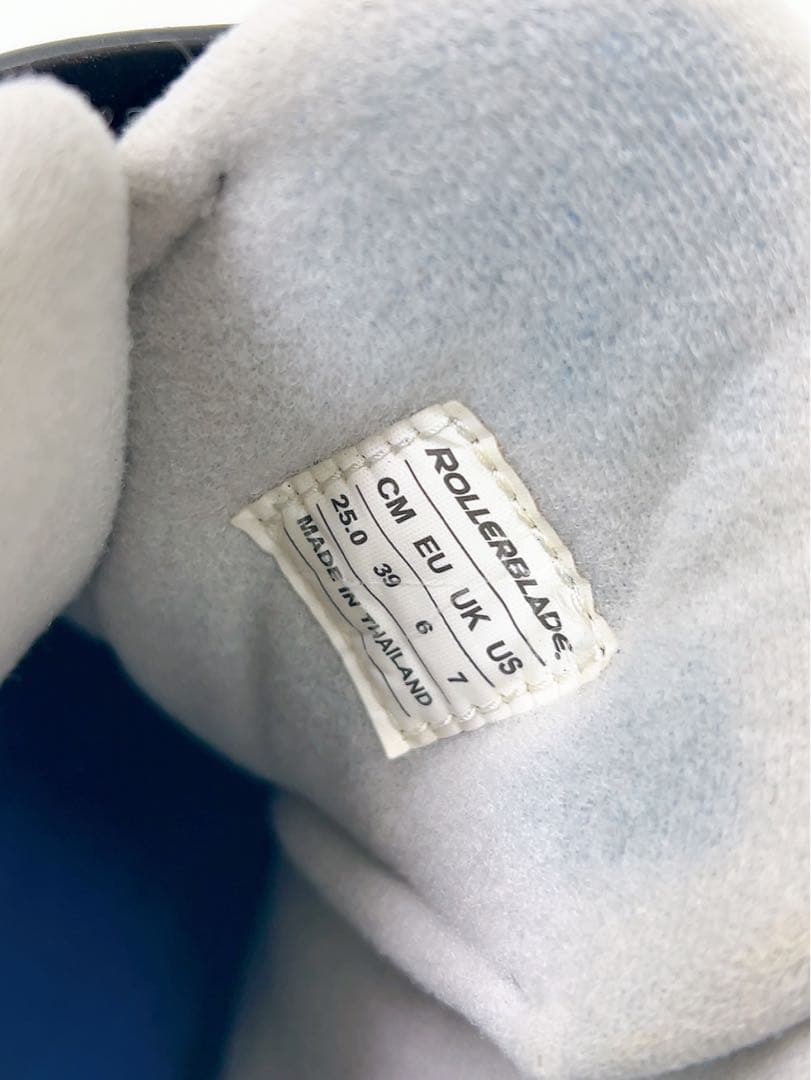 ROLLERBLADE.
CM EU UK US
25.0 39 6 7
MADE IN THAILAND